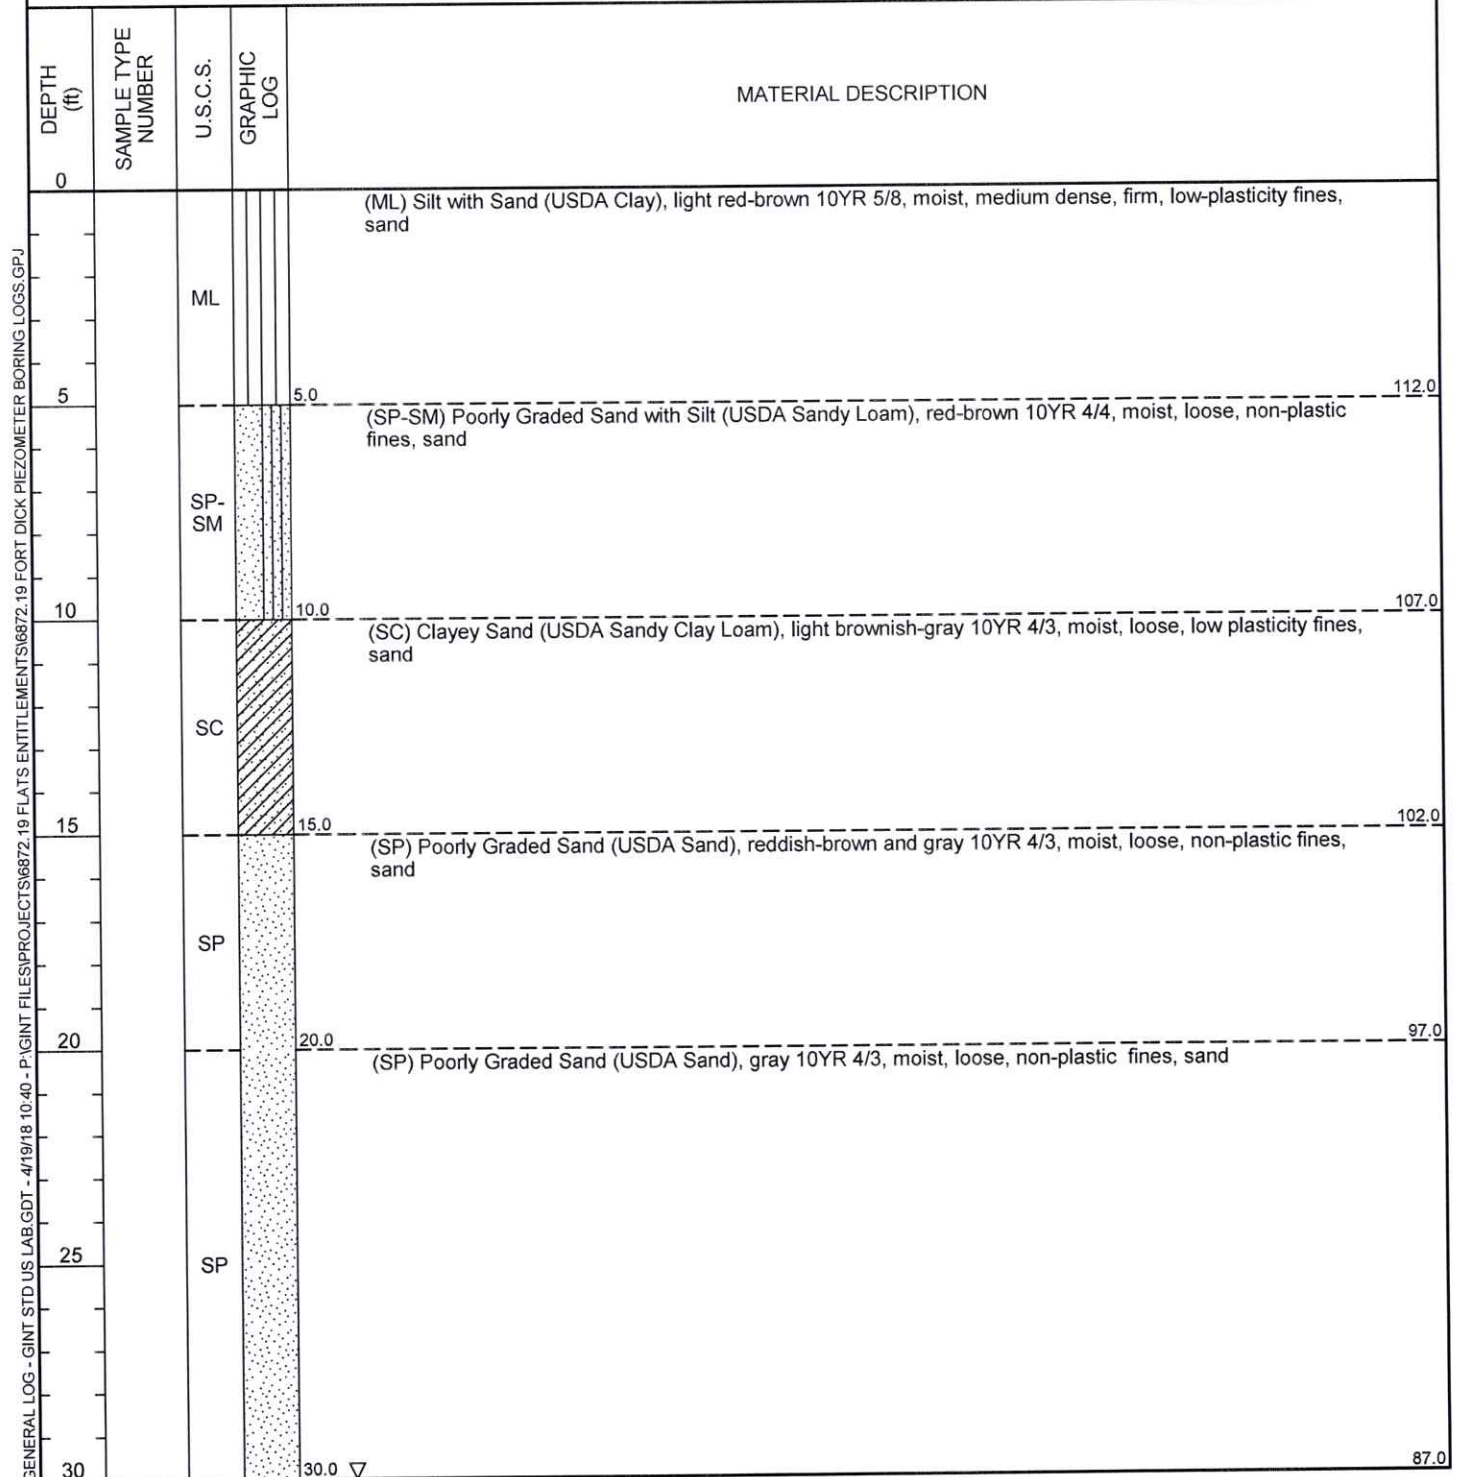 DEPTH
(ft)
SAMPLE TYPE
NUMBER
U.S.C.S.
GRAPHIC
LOG
MATERIAL DESCRIPTION
0
(ML) Silt with Sand (USDA Clay), light red-brown 10YR 5/8, moist, medium dense, firm, low-plasticity fines,
sand
ML
5
5.0
112.0
(SP-SM) Poorly Graded Sand with Silt (USDA Sandy Loam), red-brown 10YR 4/4, moist, loose, non-plastic
fines, sand
SP-
SM
10
10.0
107.0
(SC) Clayey Sand (USDA Sandy Clay Loam), light brownish-gray 10YR 4/3, moist, loose, low plasticity fines,
sand
SC
15
15.0
102.0
(SP) Poorly Graded Sand (USDA Sand), reddish-brown and gray 10YR 4/3, moist, loose, non-plastic fines,
sand
SP
20
20.0
97.0
(SP) Poorly Graded Sand (USDA Sand), gray 10YR 4/3, moist, loose, non-plastic fines, sand
25
SP
30
30.0
87.0
GENERAL LOG - GINT STD US LAB.GDT - 4/19/18 10:40 - P:\GINT FILES\PROJECTS\6872.19 FLATS ENTITLEMENTS\6872.19 FORT DICK PIEZOMETER BORING LOGS.GPJ